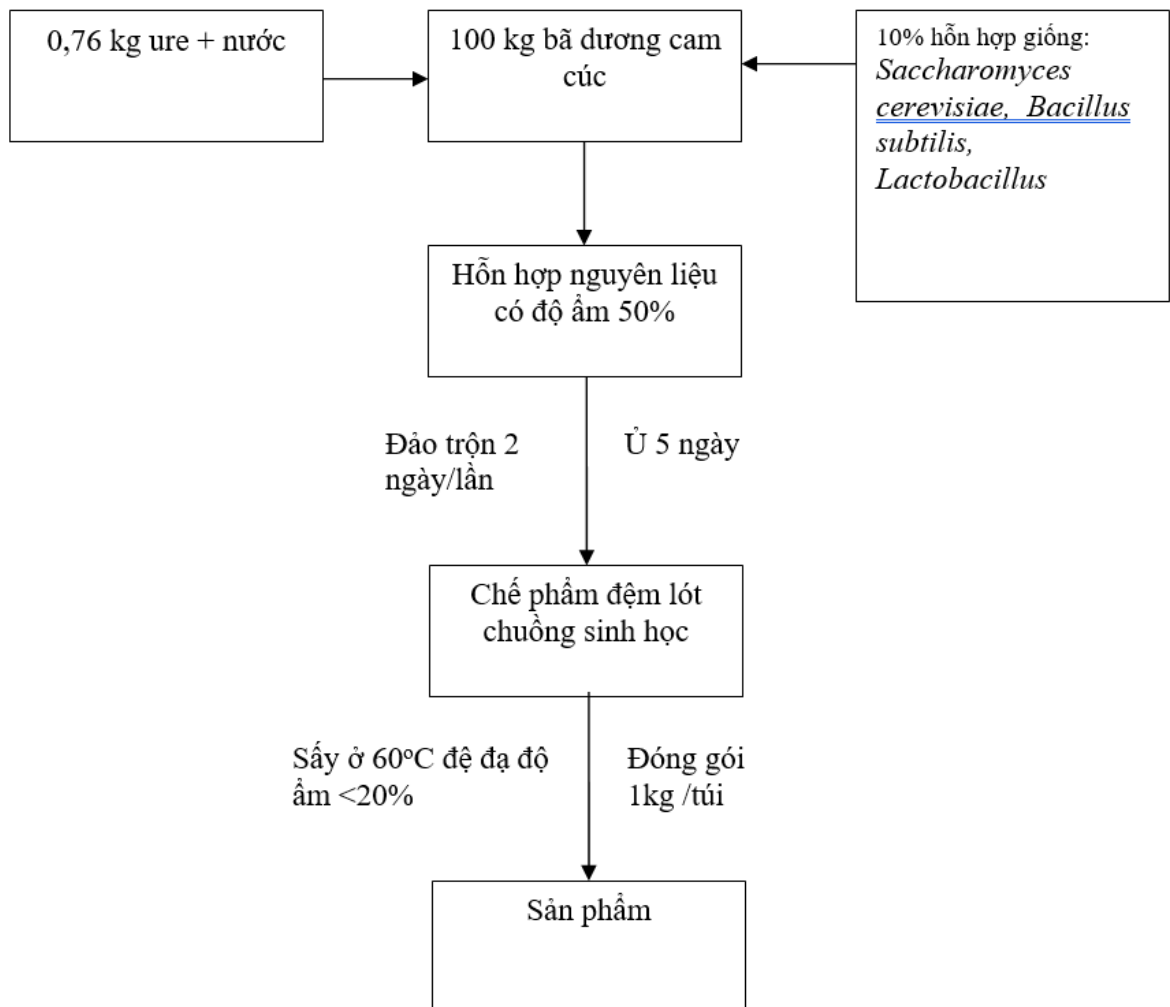 0,76 kg ure + nước
100 kg bã dương cam
cúc
10% hỗn hợp giống:
Saccharomyces
cerevisiae, Bacillus
subtilis,
Lactobacillus
Hỗn hợp nguyên liệu
có độ ẩm 50%
Đảo trộn 2
ngày/lần
Ủ 5 ngày
Chế phẩm đệm lót
chuồng sinh học
Sấy ở 60°C đệ đạ độ
ẩm <20%
Đóng gói
1kg /túi
Sản phẩm